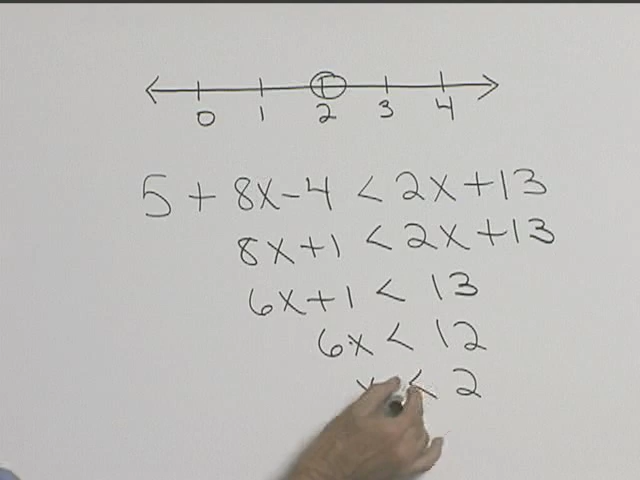 0 1 2 3 4
5 + 8x - 4 < 2x + 13
8x + 1 < 2x + 13
6x + 1 < 13
6x < 12
x < 2